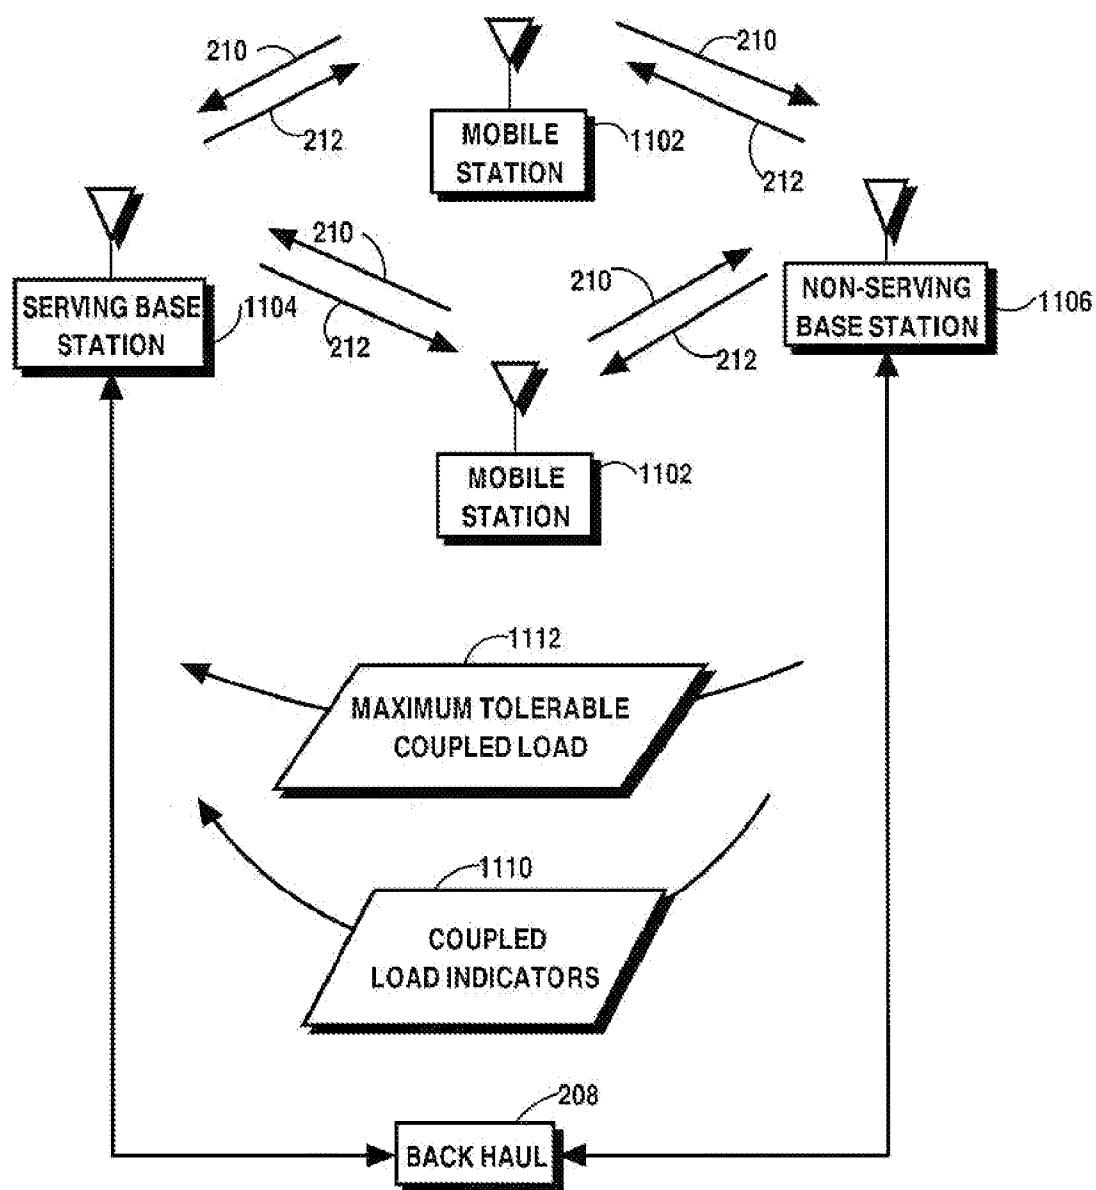 210
210
212
MOBILE
STATION
1102
212
210
SERVING BASE
STATION
1104
212
210
NON-SERVING
BASE STATION
1106
212
MOBILE
STATION
1102
1112
MAXIMUM TOLERABLE
COUPLED LOAD
1110
COUPLED
LOAD INDICATORS
208
BACK HAUL